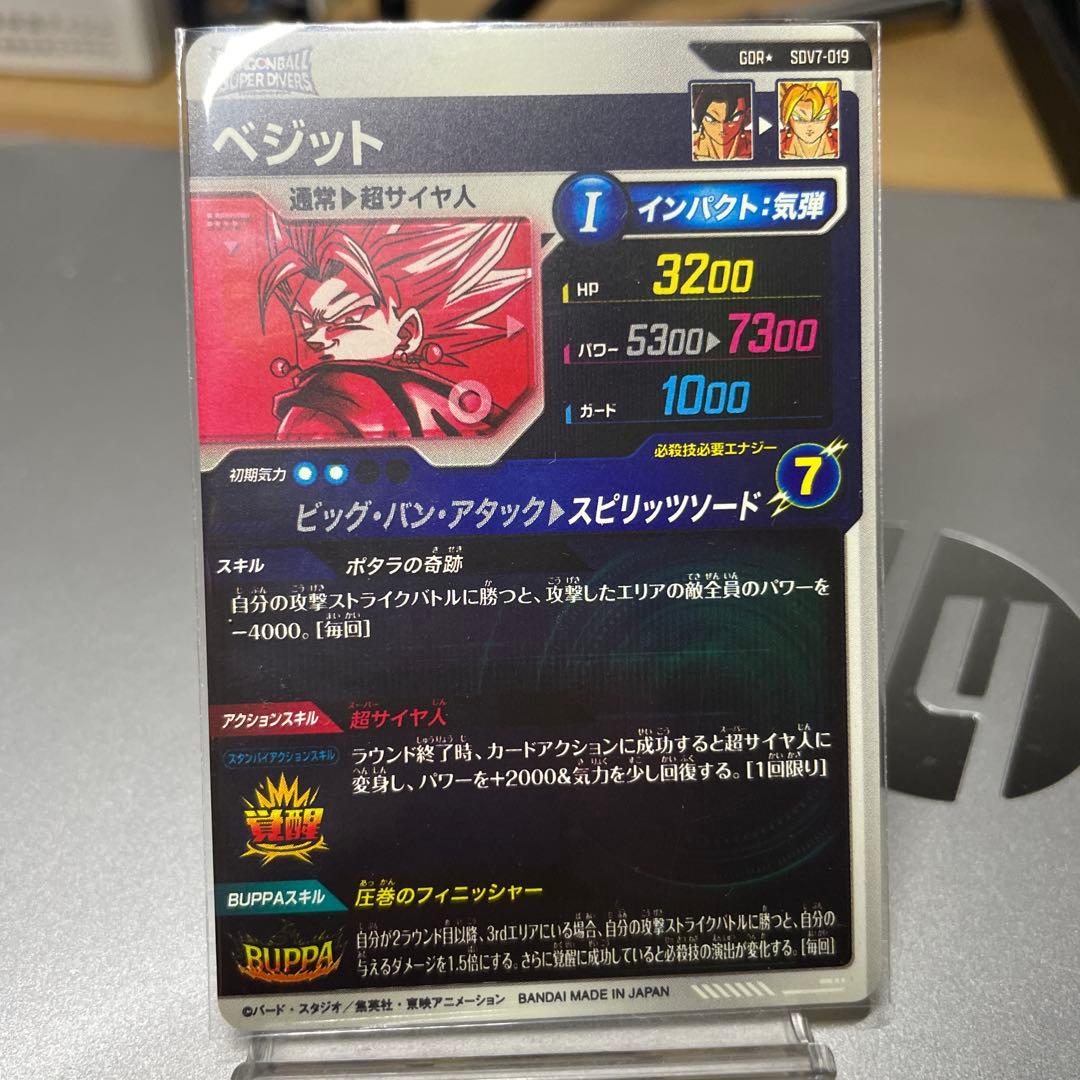 DRAGONBALL
SUPER DIVERS
GDR★ SDV7-019
ベジット
通常▶超サイヤ人
I インパクト:気弾
HP 3200
パワー 5300▶7300
ガード 1000
必殺技必要エナジー
7
初期気力
ビッグ・バン・アタック▷スピリッツソード
スキル ポタラの奇跡
自分の攻撃ストライクバトルに勝つと、攻撃したエリアの敵全員のパワーを
-4000。[毎回]
アクションスキル 超サイヤ人
スタンバイアクションスキル
ラウンド終了時、カードアクションに成功すると超サイヤ人に
変身し、パワーを+2000&気力を少し回復する。[1回限り]
覚醒
BUPPAスキル 圧巻のフィニッシャー
BUPPA
自分が2ラウンド目以降、3rdエリアにいる場合、自分の攻撃ストライクバトルに勝つと、自分の
与えるダメージを1.5倍にする。さらに覚醒に成功していると必殺技の演出が変化する。[毎回]
©バード・スタジオ/集英社・東映アニメーション BANDAI MADE IN JAPAN